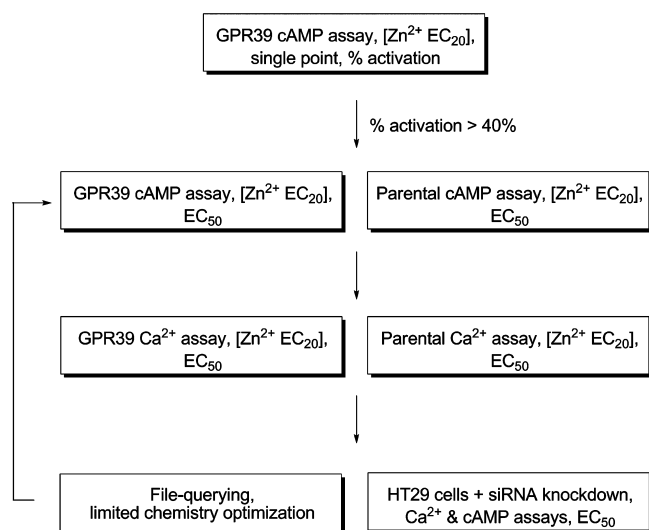 GPR39 cAMP assay, [Zn²⁺ EC₂₀],
single point, % activation
% activation > 40%
GPR39 cAMP assay, [Zn²⁺ EC₂₀],
EC₅₀
Parental cAMP assay, [Zn²⁺ EC₂₀],
EC₅₀
GPR39 Ca²⁺ assay, [Zn²⁺ EC₂₀],
EC₅₀
Parental Ca²⁺ assay, [Zn²⁺ EC₂₀],
EC₅₀
File-querying,
limited chemistry optimization
HT29 cells + siRNA knockdown,
Ca²⁺ & cAMP assays, EC₅₀